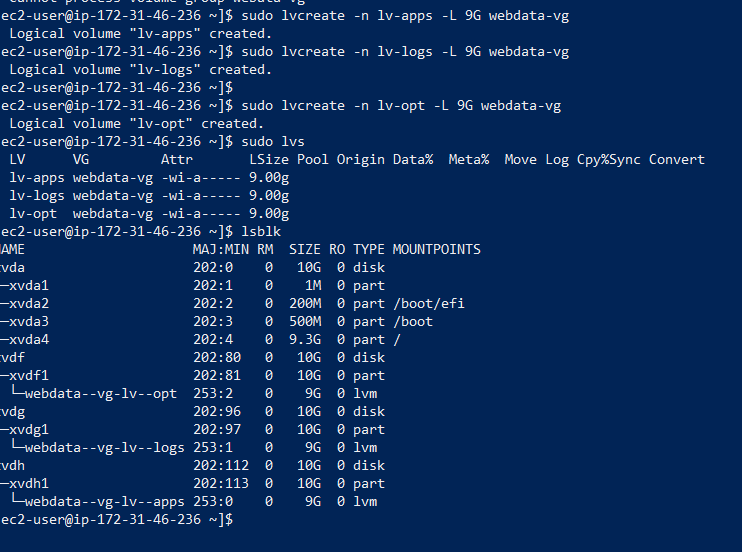 cannot process volume group webdata-vg
ec2-user@ip-172-31-46-236 ~]$ sudo lvcreate -n lv-apps -L 9G webdata-vg
 Logical volume "lv-apps" created.
ec2-user@ip-172-31-46-236 ~]$ sudo lvcreate -n lv-logs -L 9G webdata-vg
 Logical volume "lv-logs" created.
ec2-user@ip-172-31-46-236 ~]$
ec2-user@ip-172-31-46-236 ~]$ sudo lvcreate -n lv-opt -L 9G webdata-vg
 Logical volume "lv-opt" created.
ec2-user@ip-172-31-46-236 ~]$ sudo lvs
 LV      VG         Attr       LSize Pool Origin Data%  Meta%  Move Log Cpy%Sync Convert
 lv-apps webdata-vg -wi-a----- 9.00g
 lv-logs webdata-vg -wi-a----- 9.00g
 lv-opt  webdata-vg -wi-a----- 9.00g
ec2-user@ip-172-31-46-236 ~]$ lsblk
AME                     MAJ:MIN RM  SIZE RO TYPE MOUNTPOINTS
vda                     202:0    0   10G  0 disk
─xvda1                  202:1    0    1M  0 part
─xvda2                  202:2    0  200M  0 part /boot/efi
─xvda3                  202:3    0  500M  0 part /boot
─xvda4                  202:4    0  9.3G  0 part /
vdf                     202:80   0   10G  0 disk
─xvdf1                  202:81   0   10G  0 part
 └─webdata--vg-lv--opt  253:2    0    9G  0 lvm
vdg                     202:96   0   10G  0 disk
─xvdg1                  202:97   0   10G  0 part
 └─webdata--vg-lv--logs 253:1    0    9G  0 lvm
vdh                     202:112  0   10G  0 disk
─xvdh1                  202:113  0   10G  0 part
 └─webdata--vg-lv--apps 253:0    0    9G  0 lvm
ec2-user@ip-172-31-46-236 ~]$